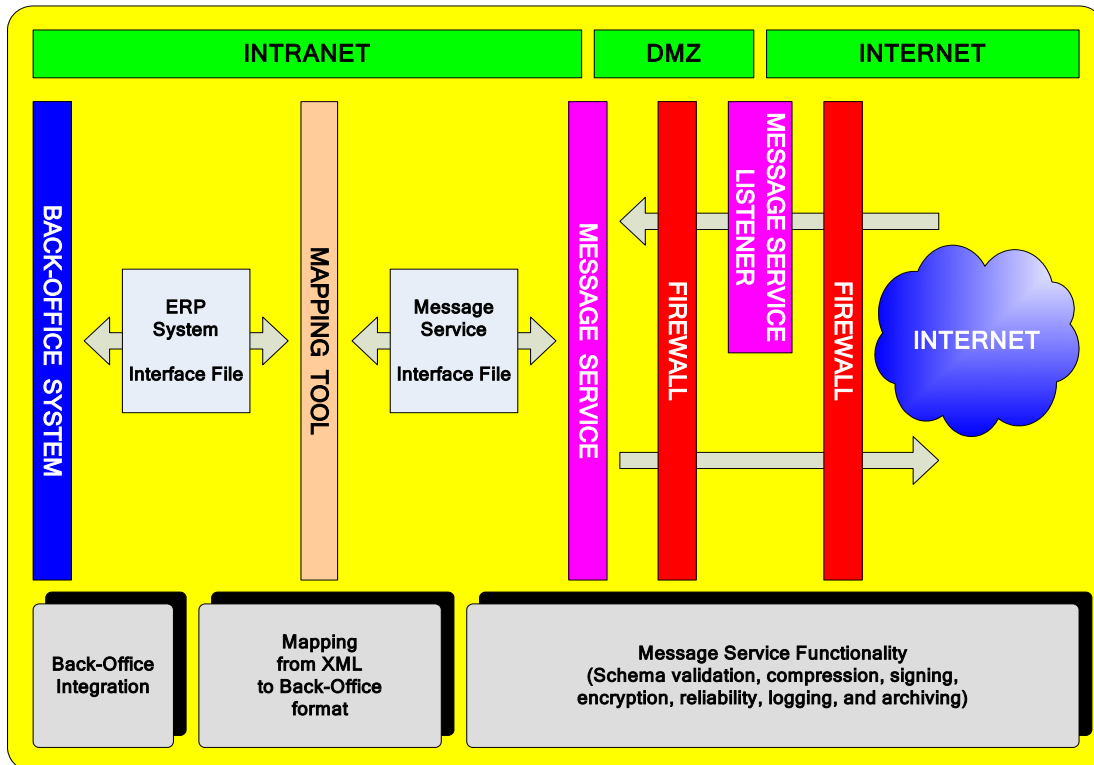 INTRANET
DMZ
INTERNET
BACK-OFFICE SYSTEM
ERP
System
Interface File
MAPPING TOOL
Message
Service
Interface File
MESSAGE SERVICE
FIREWALL
MESSAGE SERVICE
LISTENER
FIREWALL
INTERNET
Back-Office
Integration
Mapping
from XML
to Back-Office
format
Message Service Functionality
(Schema validation, compression, signing,
encryption, reliability, logging, and archiving)